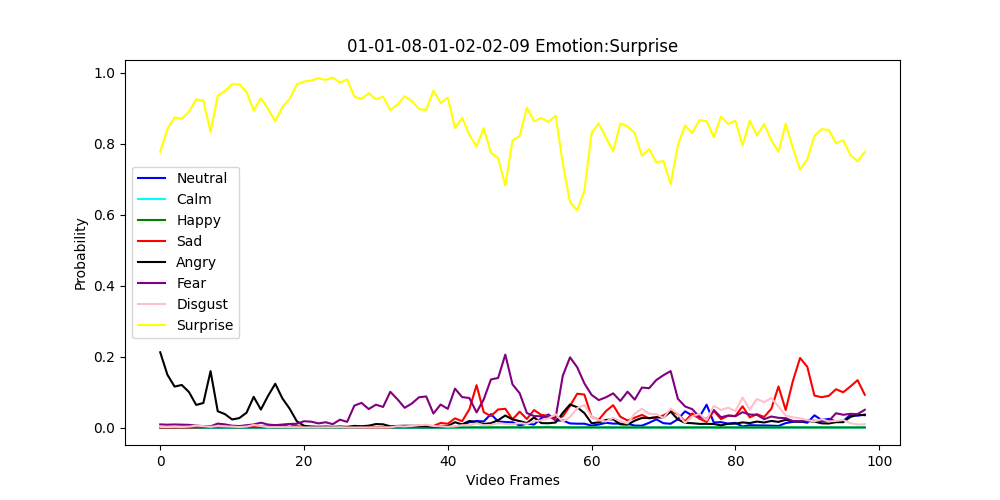 01-01-08-01-02-02-09 Emotion:Surprise
Probability
1.0
0.8
0.6
0.4
0.2
0.0
Neutral
Calm
Happy
Sad
Angry
Fear
Disgust
Surprise
0 20 40 60 80 100
Video Frames